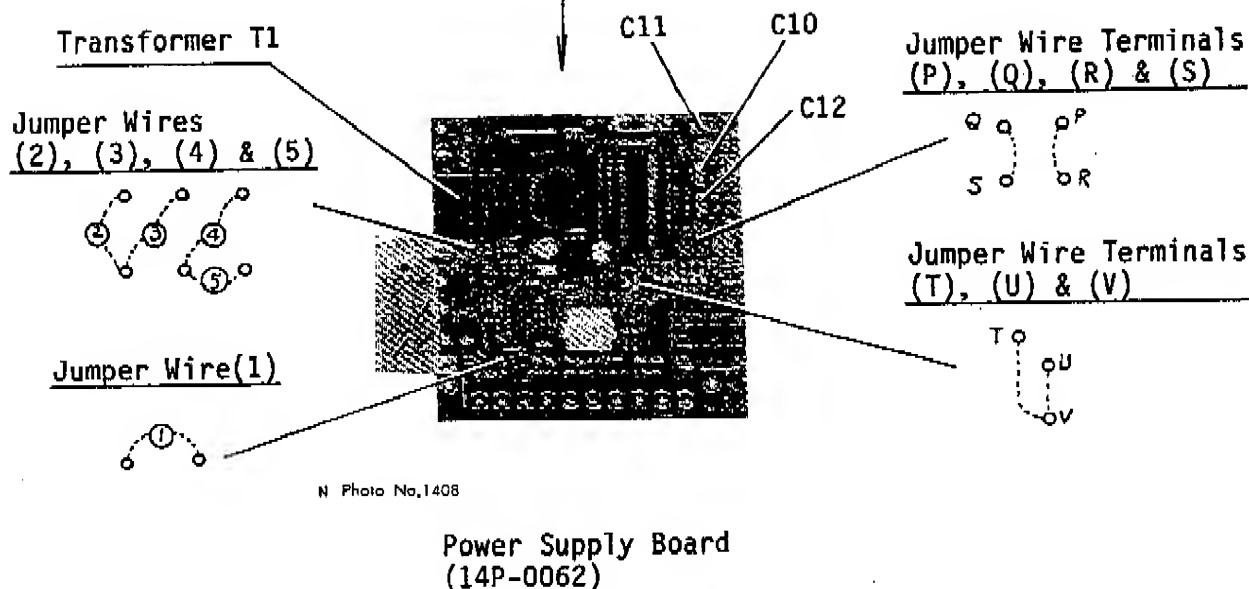 Transformer T1
C11
C10
C12
Jumper Wire Terminals
(P), (Q), (R) & (S)
Q
P
S
R
Jumper Wires
(2), (3), (4) & (5)
2
3
4
5
Jumper Wire Terminals
(T), (U) & (V)
T
U
V
Jumper Wire(1)
1
N Photo No.1408
Power Supply Board
(14P-0062)